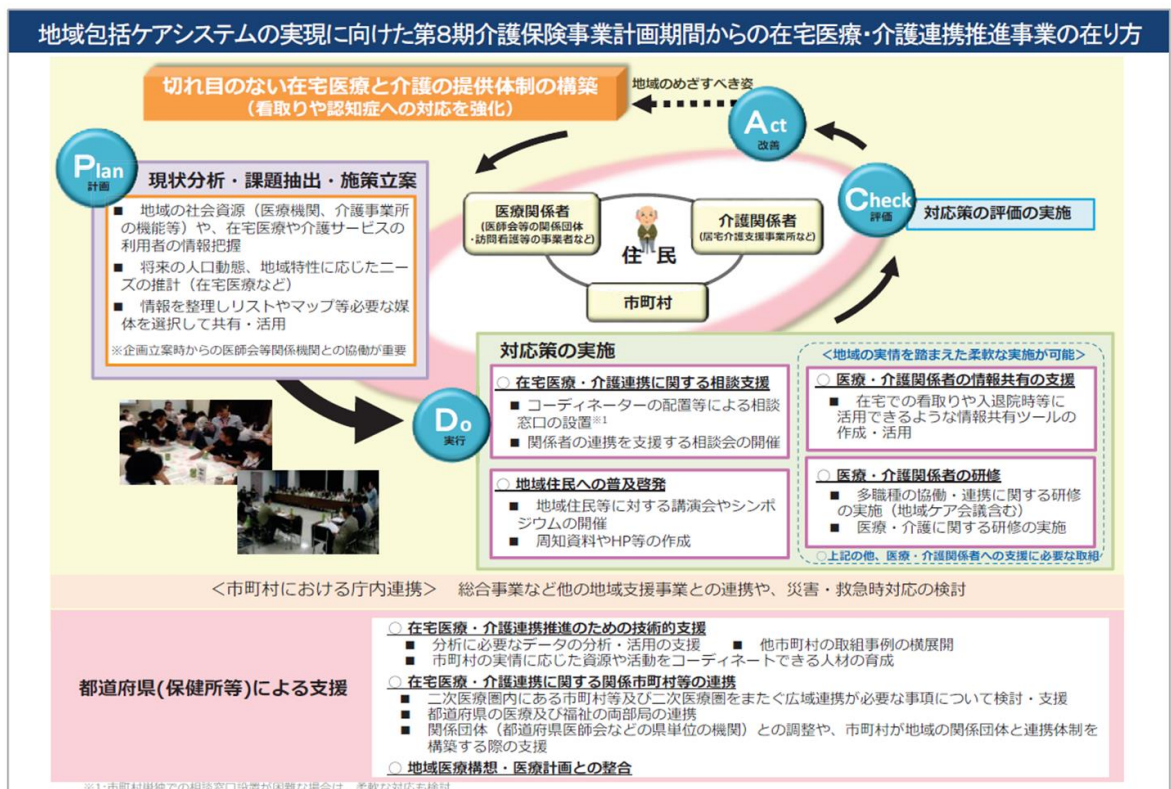 地域包括ケアシステムの実現に向けた第8期介護保険事業計画期間からの在宅医療・介護連携推進事業の在り方
切れ目のない在宅医療と介護の提供体制の構築
（看取りや認知症への対応を強化）
地域のめざすべき姿
Act
改善
Plan
計画
現状分析・課題抽出・施策立案
■ 地域の社会資源（医療機関、介護事業所
の機能等）や、在宅医療や介護サービスの
利用者の情報把握
■ 将来の人口動態、地域特性に応じたニー
ズの推計（在宅医療など）
■ 情報を整理しリストやマップ等必要な媒
体を選択して共有・活用
※企画立案時からの医師会等関係機関との協働が重要
医療関係者
(医師会等の関係団体
・訪問看護等の事業者など)
住民
介護関係者
(居宅介護支援事業所など)
市町村
Check
評価
対応策の評価の実施
Do
実行
対応策の実施
○ 在宅医療・介護連携に関する相談支援
■ コーディネーターの配置等による相談
窓口の設置※1
■ 関係者の連携を支援する相談会の開催
○ 地域住民への普及啓発
■ 地域住民等に対する講演会やシンポ
ジウムの開催
■ 周知資料やHP等の作成
＜地域の実情を踏まえた柔軟な実施が可能＞
○ 医療・介護関係者の情報共有の支援
■ 在宅での看取りや入退院時等に
活用できるような情報共有ツールの
作成・活用
○ 医療・介護関係者の研修
■ 多職種の協働・連携に関する研修
の実施（地域ケア会議含む）
■ 医療・介護に関する研修の実施
○上記の他、医療・介護関係者への支援に必要な取組
＜市町村における庁内連携＞ 総合事業など他の地域支援事業との連携や、災害・救急時対応の検討
都道府県(保健所等)による支援
○ 在宅医療・介護連携推進のための技術的支援
■ 分析に必要なデータの分析・活用の支援 ■ 他市町村の取組事例の横展開
■ 市町村の実情に応じた資源や活動をコーディネートできる人材の育成
○ 在宅医療・介護連携に関する関係市町村等の連携
■ 二次医療圏内にある市町村等及び二次医療圏をまたぐ広域連携が必要な事項について検討・支援
■ 都道府県の医療及び福祉の両部局の連携
■ 関係団体（都道府県医師会などの県単位の機関）との調整や、市町村が地域の関係団体と連携体制を
構築する際の支援
○ 地域医療構想・医療計画との整合